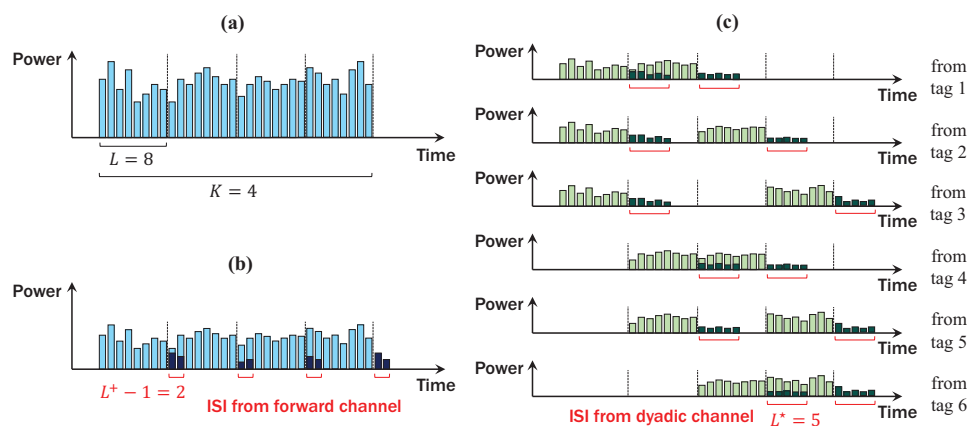 (a)
Power
Time
L = 8
K = 4
(b)
Power
Time
L⁺ − 1 = 2
ISI from forward channel
(c)
Power
Time
from
tag 1
Power
Time
from
tag 2
Power
Time
from
tag 3
Power
Time
from
tag 4
Power
Time
from
tag 5
Power
Time
from
tag 6
ISI from dyadic channel
L⋆ = 5